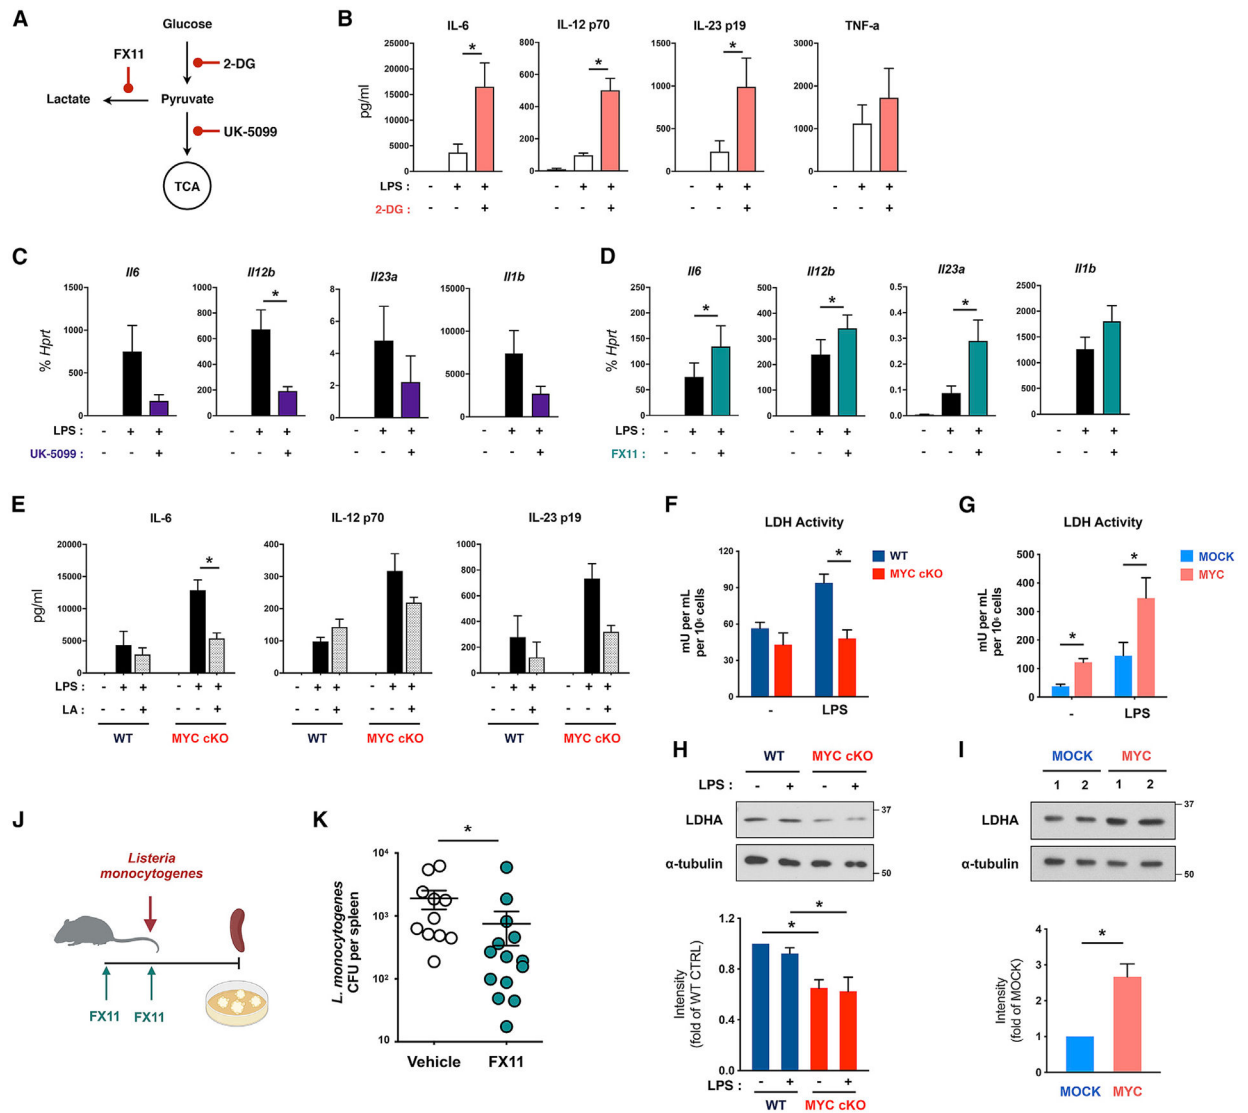 A
Glucose
FX11
2-DG
Lactate
Pyruvate
UK-5099
TCA
B
IL-6
IL-12 p70
IL-23 p19
TNF-a
pg/ml
25000
20000
15000
10000
5000
0
*
800
600
400
200
0
*
1500
1000
500
0
*
3000
2000
1000
0
LPS : - + + - + + - + + - + +
2-DG : - - + - - + - - + - - +
C
Il6
Il12b
Il23a
Il1b
% Hprt
1500
1000
500
0
1000
800
600
400
200
0
*
8
6
4
2
0
15000
10000
5000
0
LPS : - + + - + + - + + - + +
UK-5099 : - - + - - + - - + - - +
D
Il6
Il12b
Il23a
Il1b
% Hprt
300
200
100
0
*
500
400
300
200
100
0
*
0.5
0.4
0.3
0.2
0.1
0.0
*
2500
2000
1500
1000
500
0
LPS : - + + - + + - + + - + +
FX11 : - - + - - + - - + - - +
E
IL-6
IL-12 p70
IL-23 p19
pg/ml
20000
15000
10000
5000
0
*
400
300
200
100
0
1000
800
600
400
200
0
LPS : - + + - + + - + + - + + - + + - + +
LA : - - + - - + - - + - - + - - + - - +
WT MYC cKO WT MYC cKO WT MYC cKO
F
LDH Activity
mU per mL
per 10⁶ cells
120
90
60
30
0
*
WT
MYC cKO
- LPS
G
LDH Activity
mU per mL
per 10⁶ cells
500
400
300
200
100
0
*
*
MOCK
MYC
- LPS
H
WT MYC cKO
LPS : - + - +
LDHA
37
α-tubulin
50
Intensity
(fold of WT CTRL)
1.2
0.8
0.4
0.0
*
*
LPS : - + - +
WT MYC cKO
I
MOCK MYC
1 2 1 2
LDHA
37
α-tubulin
50
Intensity
(fold of MOCK)
4
3
2
1
0
*
MOCK MYC
J
Listeria
monocytogenes
FX11 FX11
K
*
L. monocytogenes
CFU per spleen
10⁴
10³
10²
10
Vehicle FX11